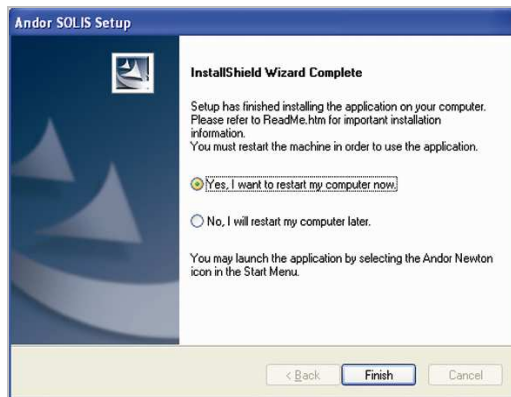 Andor SOLIS Setup
InstallShield Wizard Complete
Setup has finished installing the application on your computer.
Please refer to ReadMe.htm for important installation
information.
You must restart the machine in order to use the application.
Yes, I want to restart my computer now.
No, I will restart my computer later.
You may launch the application by selecting the Andor Newton
icon in the Start Menu.
< Back Finish Cancel